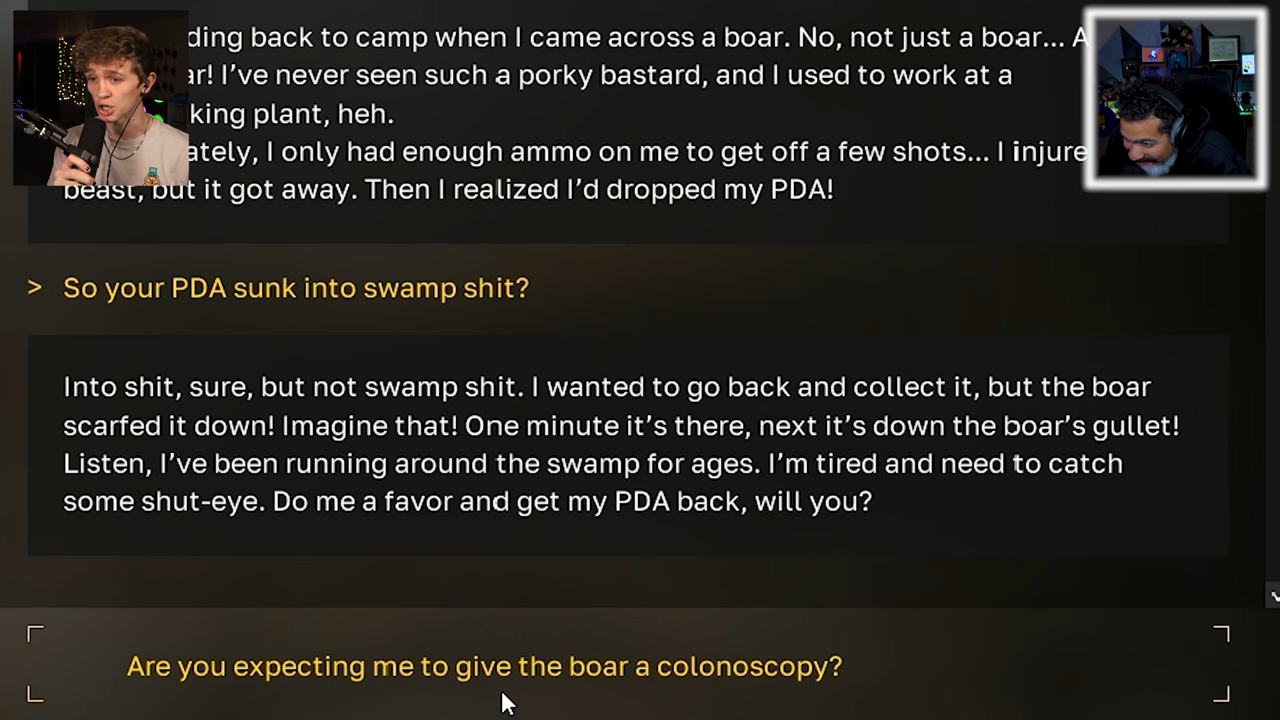 ding back to camp when I came across a boar. No, not just a boar... A
ar! I've never seen such a porky bastard, and I used to work at a
king plant, heh.
ately, I only had enough ammo on me to get off a few shots... I injure
beast, but it got away. Then I realized I'd dropped my PDA!
> So your PDA sunk into swamp shit?
Into shit, sure, but not swamp shit. I wanted to go back and collect it, but the boar
scarfed it down! Imagine that! One minute it's there, next it's down the boar's gullet!
Listen, I've been running around the swamp for ages. I'm tired and need to catch
some shut-eye. Do me a favor and get my PDA back, will you?
Are you expecting me to give the boar a colonoscopy?